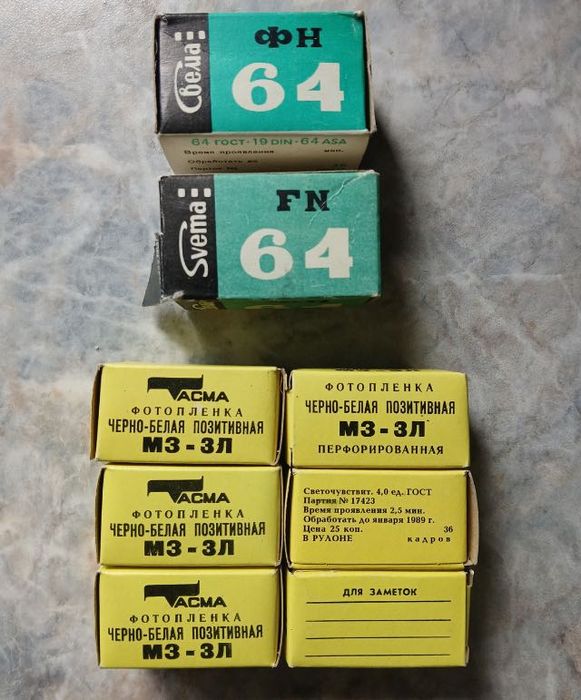 Свема
ФН
64
64 ГОСТ·19 DIN·64 ASA
Время проявления мин.
Обработать до
Партия №
Svema
FN
64
ТАСМА
ФОТОПЛЕНКА
ЧЕРНО-БЕЛАЯ ПОЗИТИВНАЯ
МЗ-3Л
ФОТОПЛЕНКА
ЧЕРНО-БЕЛАЯ ПОЗИТИВНАЯ
МЗ-3Л
ПЕРФОРИРОВАННАЯ
ТАСМА
ФОТОПЛЕНКА
ЧЕРНО-БЕЛАЯ ПОЗИТИВНАЯ
МЗ-3Л
Светочувствит. 4,0 ед. ГОСТ
Партия № 17423
Время проявления 2,5 мин.
Обработать до января 1989 г.
Цена 25 коп. 36
В РУЛОНЕ кадров
ТАСМА
ФОТОПЛЕНКА
ЧЕРНО-БЕЛАЯ ПОЗИТИВНАЯ
МЗ-3Л
ДЛЯ ЗАМЕТОК